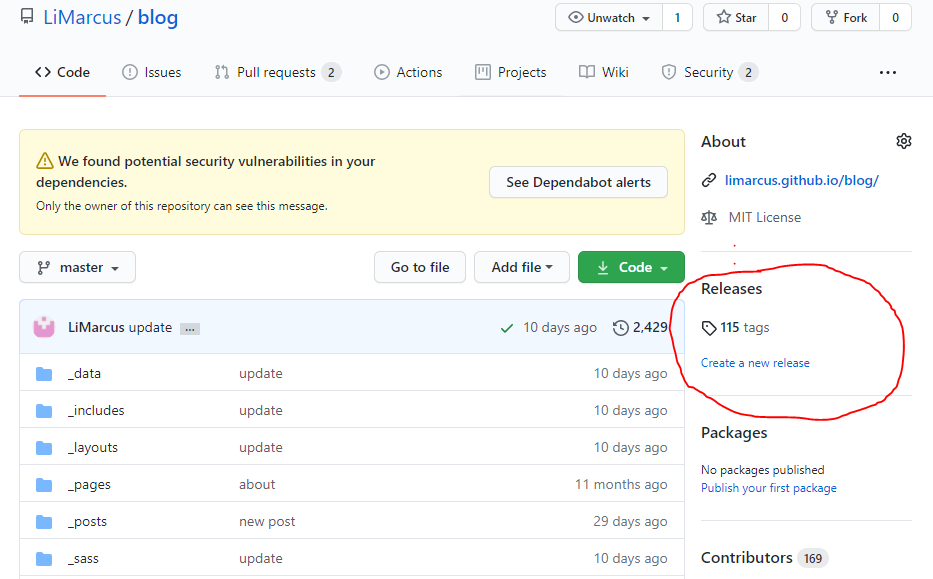 LiMarcus / blog
Unwatch 1 Star 0 Fork 0
Code Issues Pull requests 2 Actions Projects Wiki Security 2 ...
We found potential security vulnerabilities in your
dependencies.
Only the owner of this repository can see this message.
See Dependabot alerts
master Go to file Add file Code
LiMarcus update ... 10 days ago 2,429
_data update 10 days ago
_includes update 10 days ago
_layouts update 10 days ago
_pages about 11 months ago
_posts new post 29 days ago
_sass update 10 days ago
About
limarcus.github.io/blog/
MIT License
Releases
115 tags
Create a new release
Packages
No packages published
Publish your first package
Contributors 169